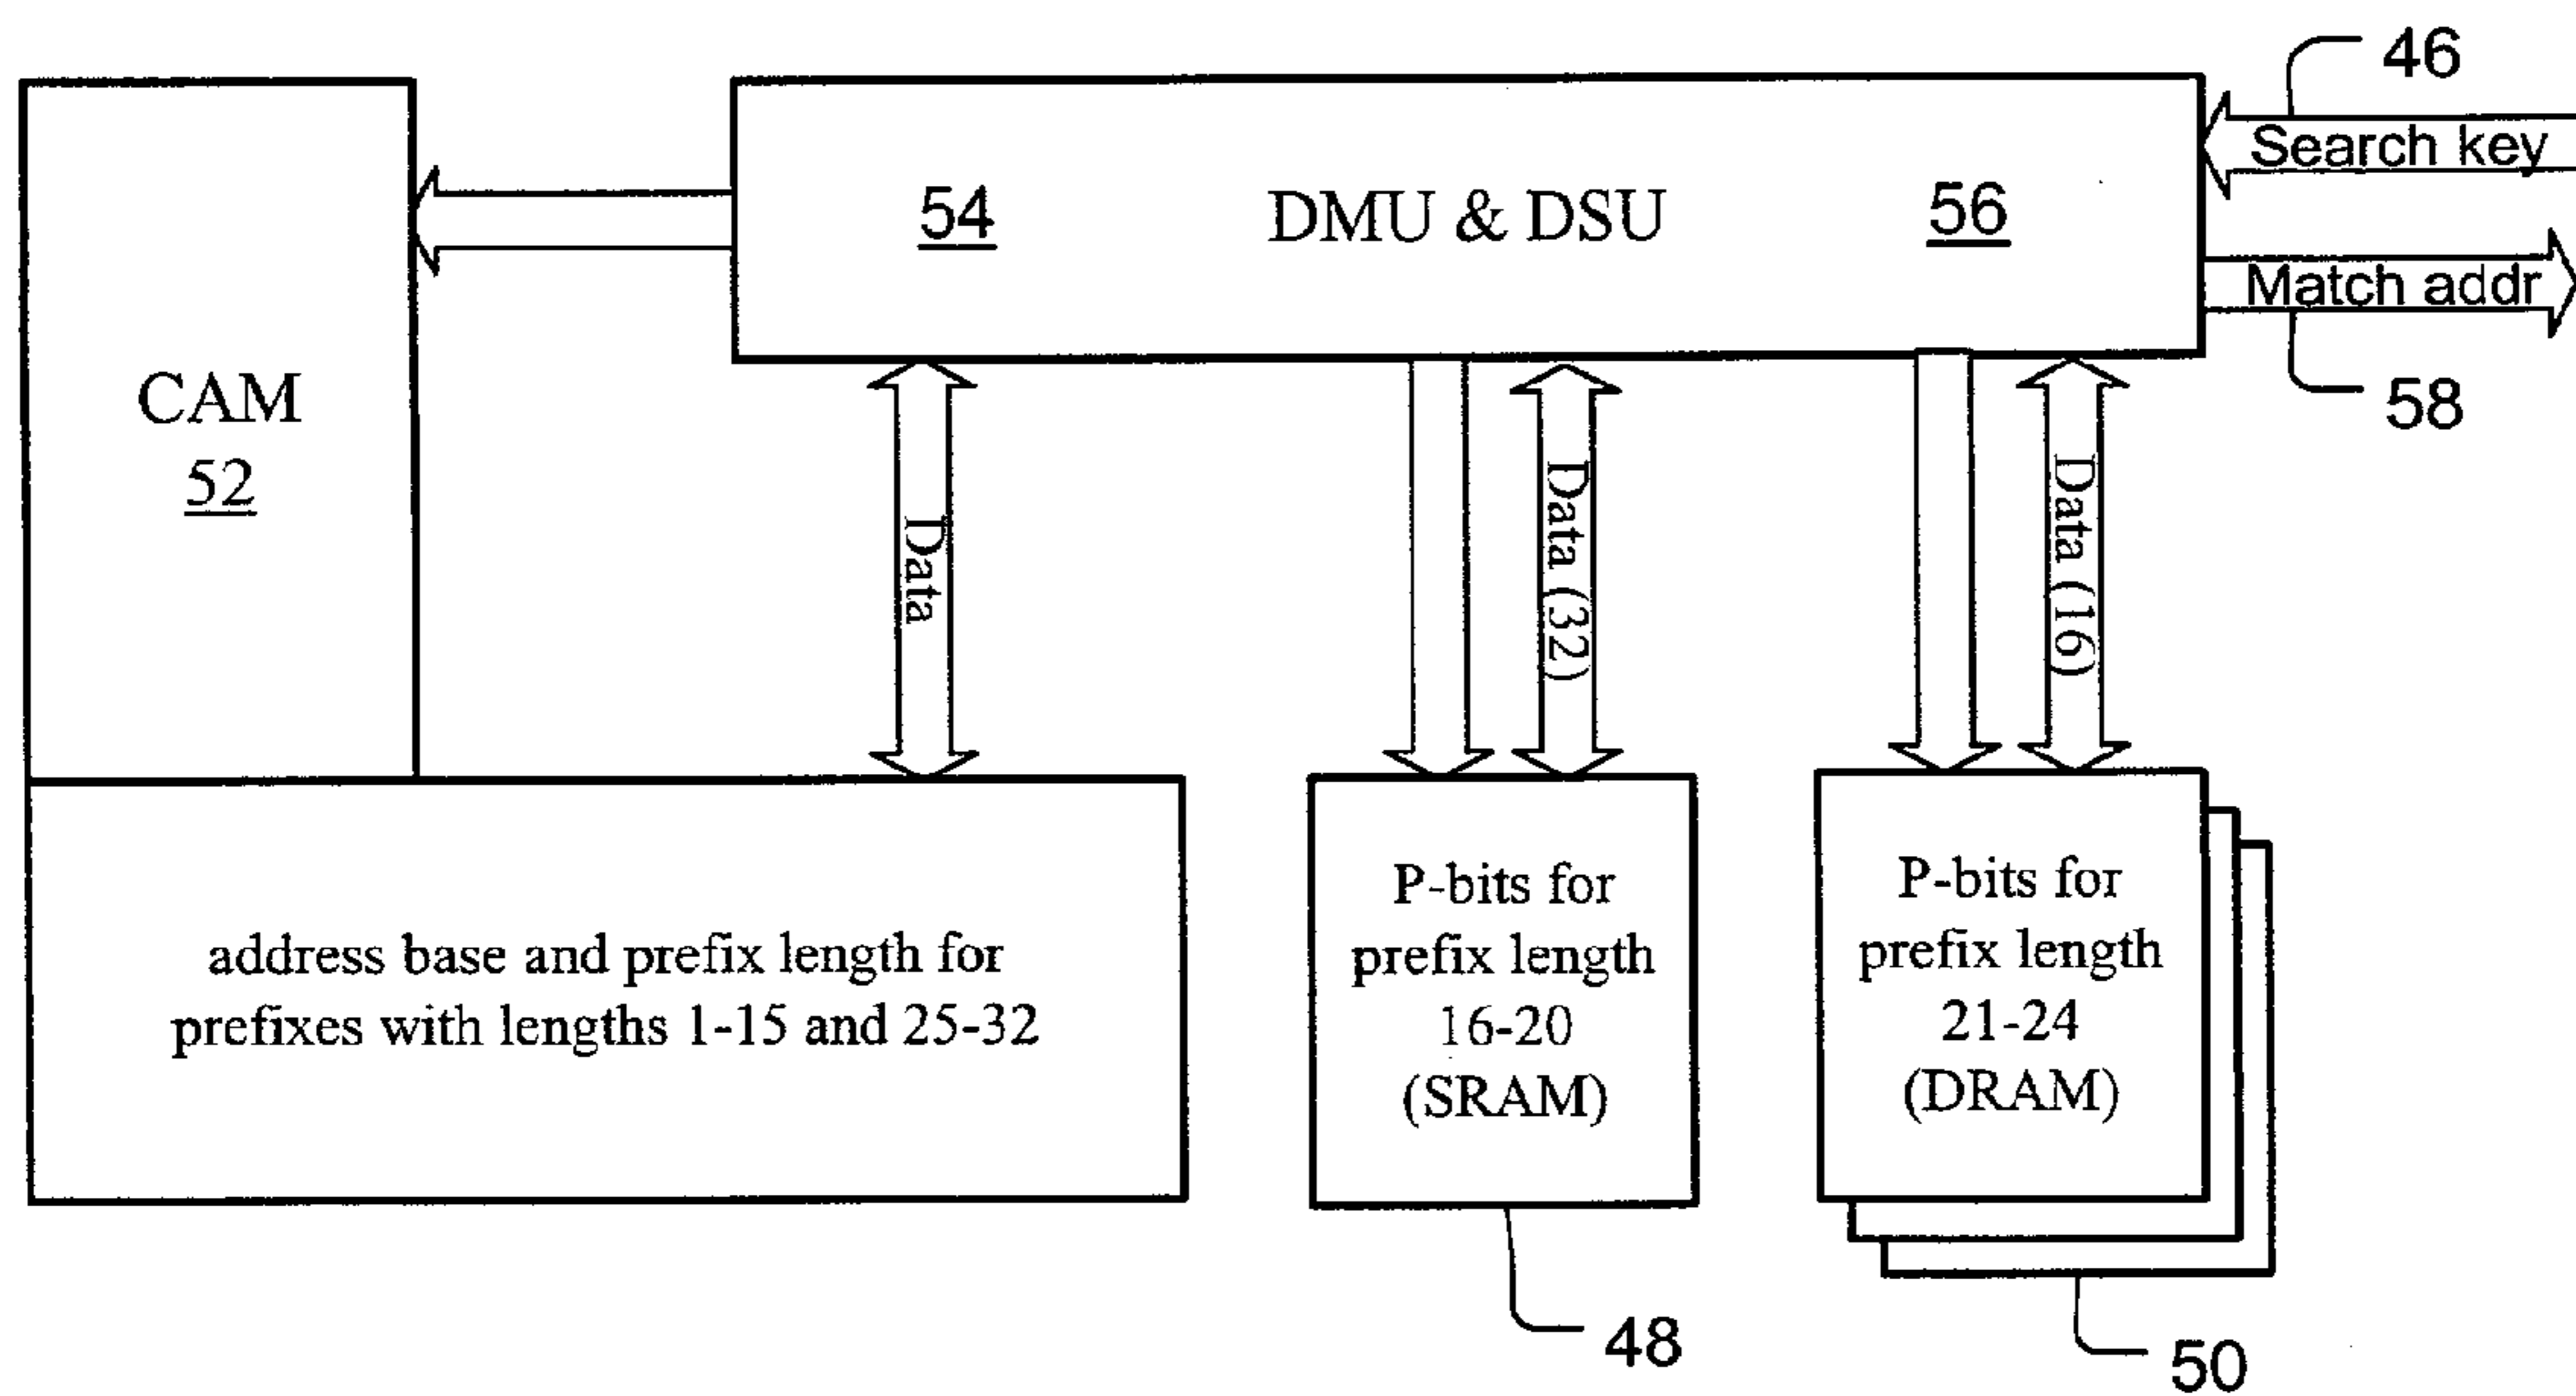 46
Search key
54 DMU & DSU 56
Match addr
58
CAM
52
Data
Data (32)
Data (16)
address base and prefix length for
prefixes with lengths 1-15 and 25-32
P-bits for
prefix length
16-20
(SRAM)
P-bits for
prefix length
21-24
(DRAM)
48
50